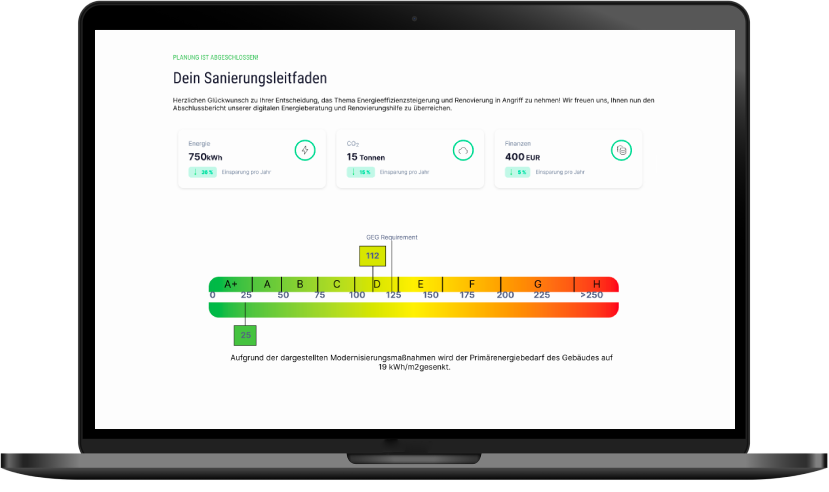 PLANUNG IST ABGESCHLOSSEN!
Dein Sanierungsleitfaden
Herzlichen Glückwunsch zu Ihrer Entscheidung, das Thema Energieeffizienzsteigerung und Renovierung in Angriff zu nehmen! Wir freuen uns, Ihnen nun den
Abschlussbericht unserer digitalen Energieberatung und Renovierungshilfe zu überreichen.
Energie
750kWh
↓ 38 % Einsparung pro Jahr
CO₂
15 Tonnen
↓ 15 % Einsparung pro Jahr
Finanzen
400 EUR
↓ 5 % Einsparung pro Jahr
GEG Requirement
112
A+ A B C D E F G H
0 25 50 75 100 125 150 175 200 225 >250
25
Aufgrund der dargestellten Modernisierungsmaßnahmen wird der Primärenergiebedarf des Gebäudes auf
19 kWh/m2gesenkt.